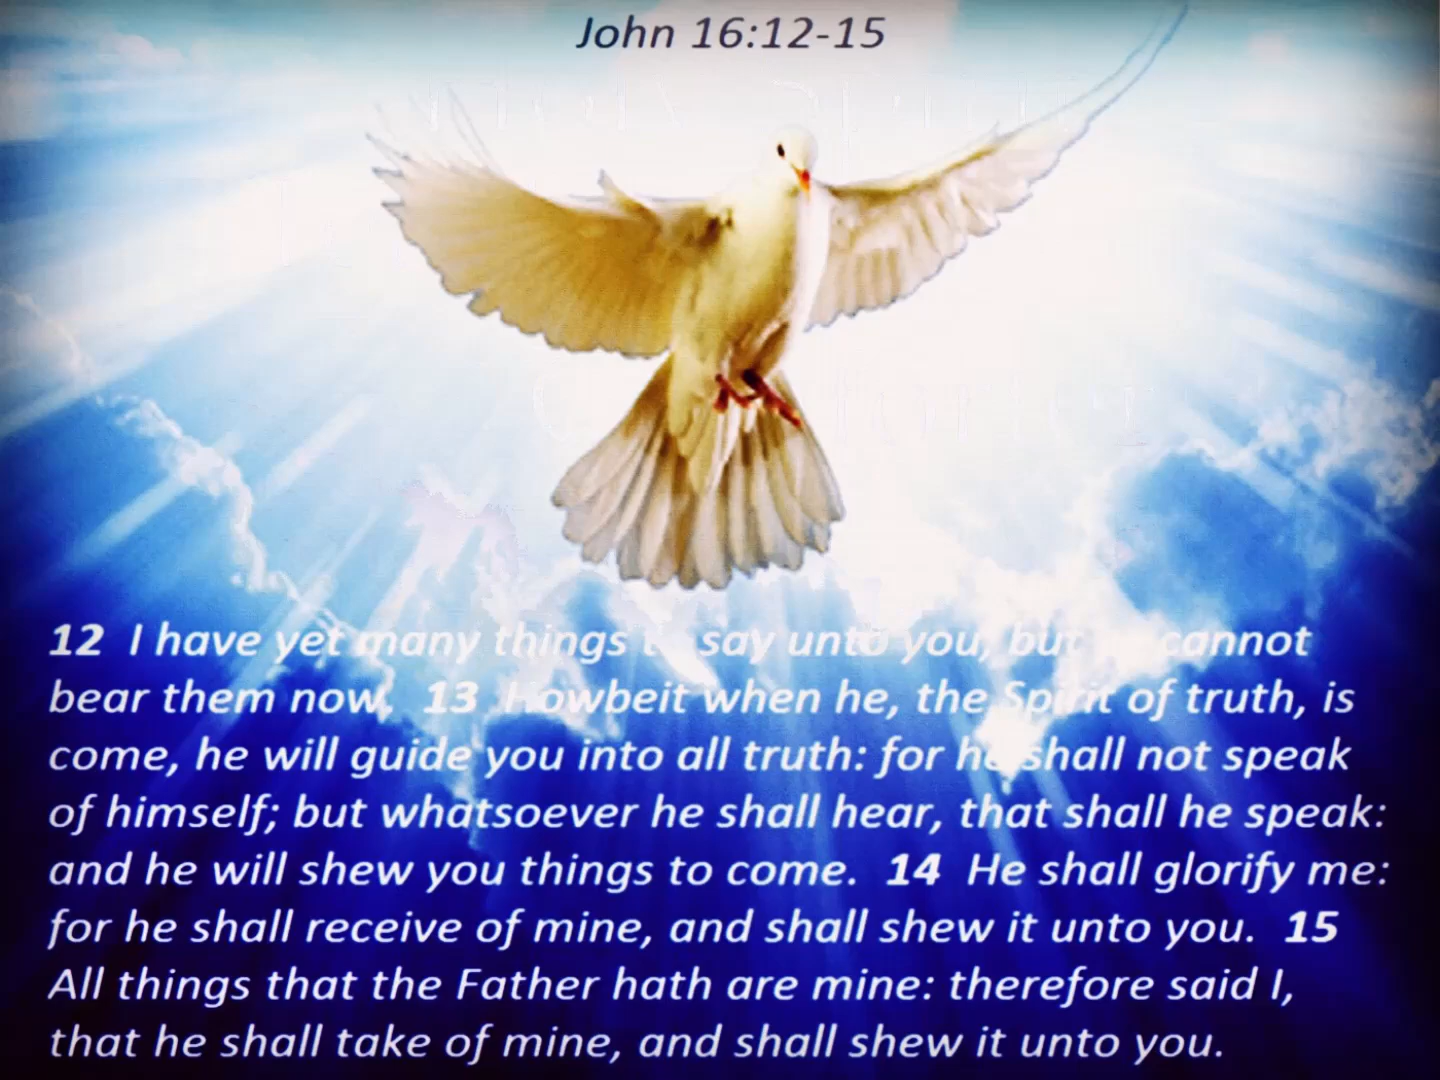 John 16:12-15
12 I have yet many things t say unto you, but cannot
bear them now. 13 Howbeit when he, the Spirit of truth, is
come, he will guide you into all truth: for he shall not speak
of himself; but whatsoever he shall hear, that shall he speak:
and he will shew you things to come. 14 He shall glorify me:
for he shall receive of mine, and shall shew it unto you. 15
All things that the Father hath are mine: therefore said I,
that he shall take of mine, and shall shew it unto you.